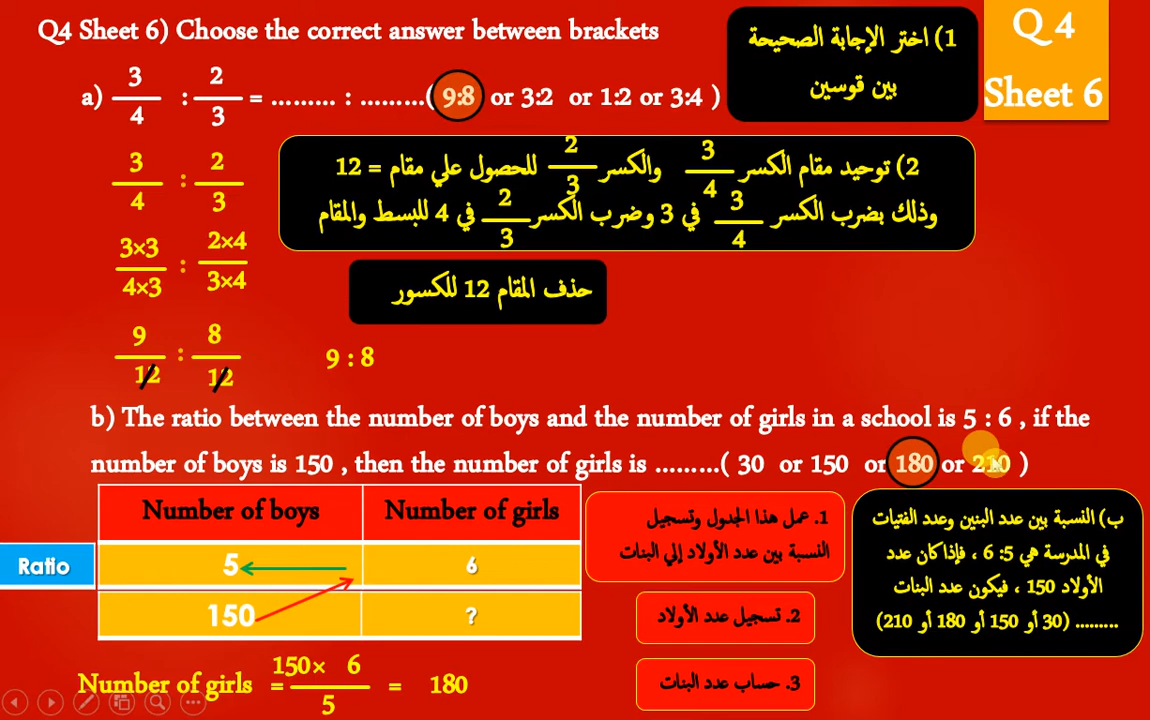 Q4 Sheet 6) Choose the correct answer between brackets
1) اختر الإجابة الصحيحة
بين قوسين
Q 4
Sheet 6
a) 3/4 : 2/3 = ......... : .........( 9:8 or 3:2 or 1:2 or 3:4 )
3/4 : 2/3
2) توحيد مقام الكسر 3/4 والكسر 2/3 للحصول علي مقام = 12
وذلك بضرب الكسر 3/4 في 3 وضرب الكسر 2/3 في 4 للبسط والمقام
3×3/4×3 : 2×4/3×4
حذف المقام 12 للكسور
9/12 : 8/12
9 : 8
b) The ratio between the number of boys and the number of girls in a school is 5 : 6 , if the
number of boys is 150 , then the number of girls is .........( 30 or 150 or 180 or 210 )
Number of boys Number of girls
Ratio 5 6
150 ?
1. عمل هذا الجدول وتسجيل
النسبة بين عدد الأولاد إلي البنات
2. تسجيل عدد الأولاد
3. حساب عدد البنات
ب) النسبة بين عدد البنين وعدد الفتيات
في المدرسة هي 5: 6 ، فإذا كان عدد
الأولاد 150 ، فيكون عدد البنات
......... (30 أو 150 أو 180 أو 210)
Number of girls = 150× 6/5 = 180